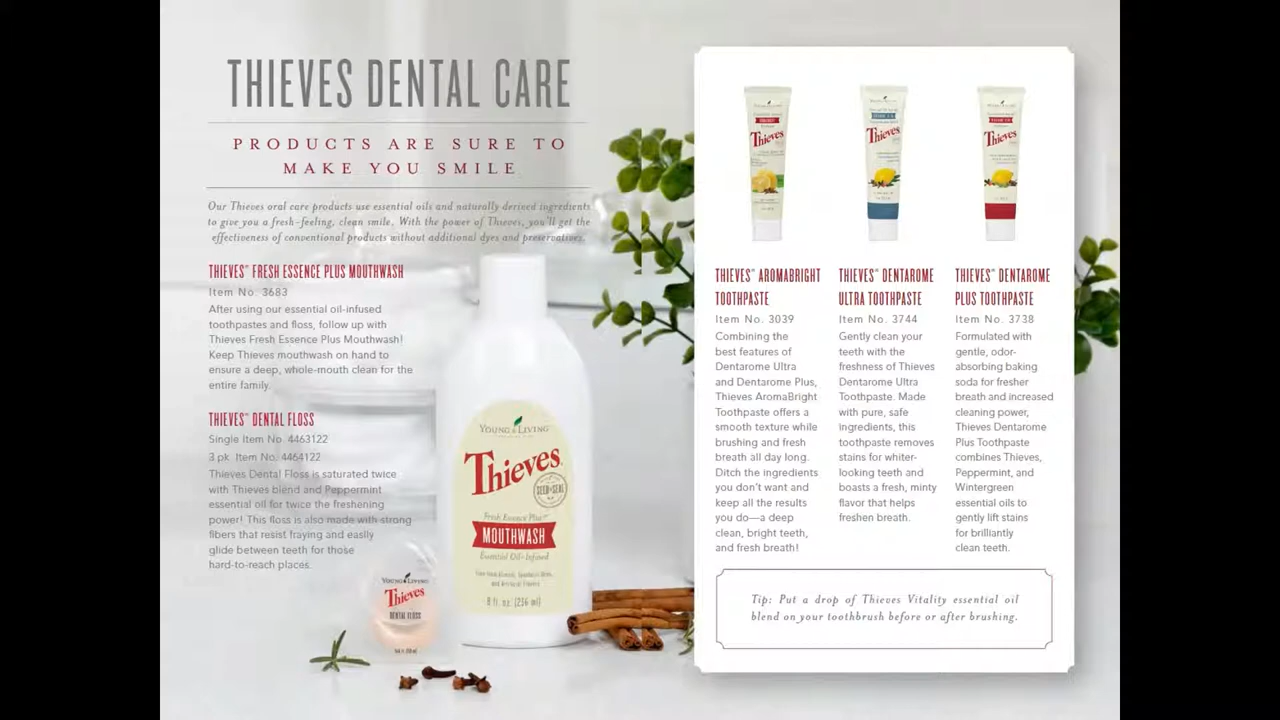 THIEVES DENTAL CARE
PRODUCTS ARE SURE TO
MAKE YOU SMILE
Our Thieves oral care products use essential oils and naturally derived ingredients
to give you a fresh-feeling, clean smile. With the power of Thieves, you'll get the
effectiveness of conventional products without additional dyes and preservatives.
THIEVES™ FRESH ESSENCE PLUS MOUTHWASH
Item No. 3683
After using our essential oil-infused
toothpastes and floss, follow up with
Thieves Fresh Essence Plus Mouthwash!
Keep Thieves mouthwash on hand to
ensure a deep, whole-mouth clean for the
entire family.
THIEVES™ DENTAL FLOSS
Single Item No. 4463122
3 pk Item No. 4464122
Thieves Dental Floss is saturated twice
with Thieves blend and Peppermint
essential oil for twice the freshening
power! This floss is also made with strong
fibers that resist fraying and easily
glide between teeth for those
hard-to-reach places.
YOUNG LIVING
Thieves
DENTAL FLOSS
YOUNG LIVING
Thieves
SEED TO SEAL
Fresh Essence Plus™
MOUTHWASH
Essential Oil-Infused
8 fl. oz. (236 ml)
Thieves
Thieves
Thieves
THIEVES™ AROMABRIGHT
TOOTHPASTE
Item No. 3039
Combining the
best features of
Dentarome Ultra
and Dentarome Plus,
Thieves AromaBright
Toothpaste offers a
smooth texture while
brushing and fresh
breath all day long.
Ditch the ingredients
you don't want and
keep all the results
you do—a deep
clean, bright teeth,
and fresh breath!
THIEVES™ DENTAROME
ULTRA TOOTHPASTE
Item No. 3744
Gently clean your
teeth with the
freshness of Thieves
Dentarome Ultra
Toothpaste. Made
with pure, safe
ingredients, this
toothpaste removes
stains for whiter-
looking teeth and
boasts a fresh, minty
flavor that helps
freshen breath.
THIEVES™ DENTAROME
PLUS TOOTHPASTE
Item No. 3738
Formulated with
gentle, odor-
absorbing baking
soda for fresher
breath and increased
cleaning power,
Thieves Dentarome
Plus Toothpaste
combines Thieves,
Peppermint, and
Wintergreen
essential oils to
gently lift stains
for brilliantly
clean teeth.
Tip: Put a drop of Thieves Vitality essential oil
blend on your toothbrush before or after brushing.